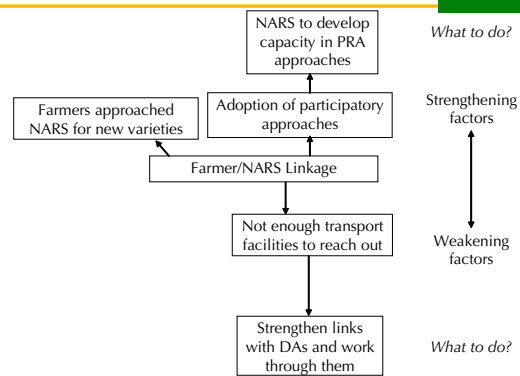 NARS to develop
capacity in PRA
approaches
What to do?
Farmers approached
NARS for new varieties
Adoption of participatory
approaches
Strengthening
factors
Farmer/NARS Linkage
Not enough transport
facilities to reach out
Weakening
factors
Strengthen links
with DAs and work
through them
What to do?